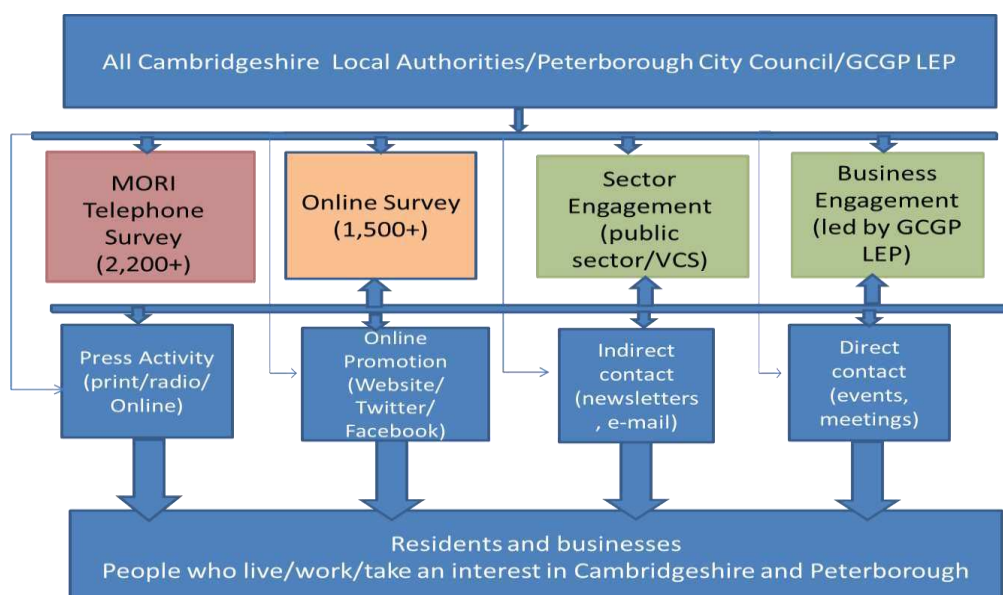 All Cambridgeshire Local Authorities/Peterborough City Council/GCGP LEP
MORI
Telephone
Survey
(2,200+)
Online Survey
(1,500+)
Sector
Engagement
(public
sector/VCS)
Business
Engagement
(led by GCGP
LEP)
Press Activity
(print/radio/
Online)
Online
Promotion
(Website/
Twitter/
Facebook)
Indirect
contact
(newsletters
, e-mail)
Direct
contact
(events,
meetings)
Residents and businesses
People who live/work/take an interest in Cambridgeshire and Peterborough